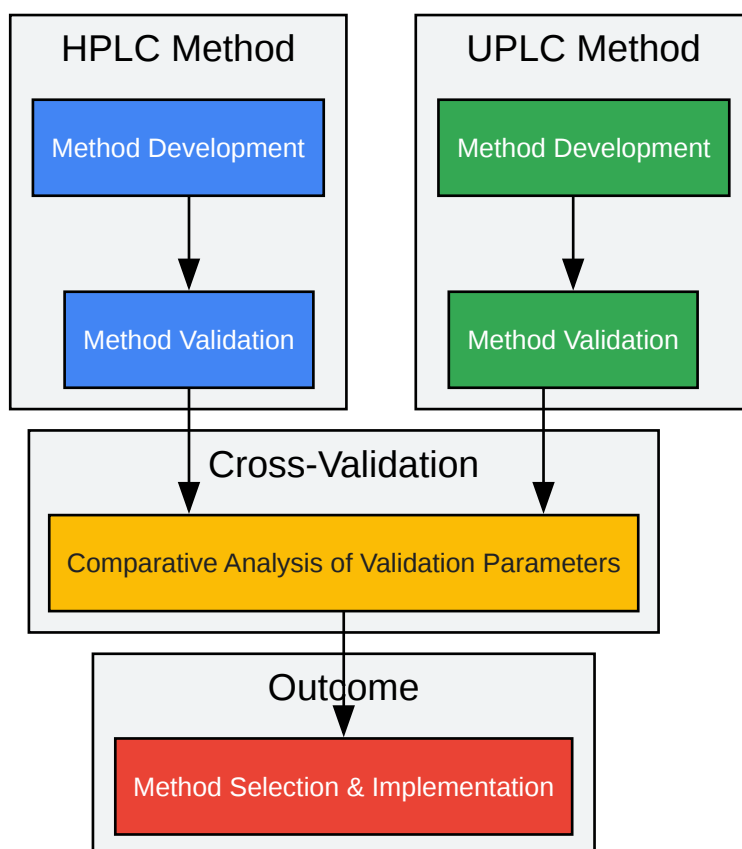 HPLC Method
UPLC Method
Method Development
Method Development
Method Validation
Method Validation
Cross-Validation
Comparative Analysis of Validation Parameters
Outcome
Method Selection & Implementation